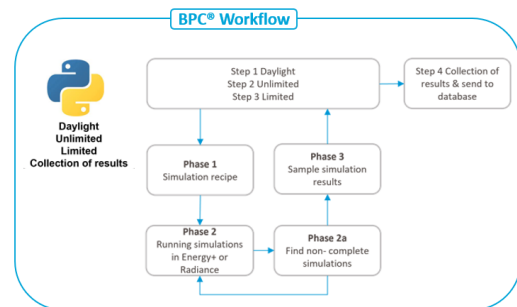 BPC® Workflow
Daylight
Unlimited
Limited
Collection of results
Step 1 Daylight
Step 2 Unlimited
Step 3 Limited
Step 4 Collection of
results & send to
database
Phase 1
Simulation recipe
Phase 3
Sample simulation
results
Phase 2
Running simulations
in Energy+ or
Radiance
Phase 2a
Find non- complete
simulations